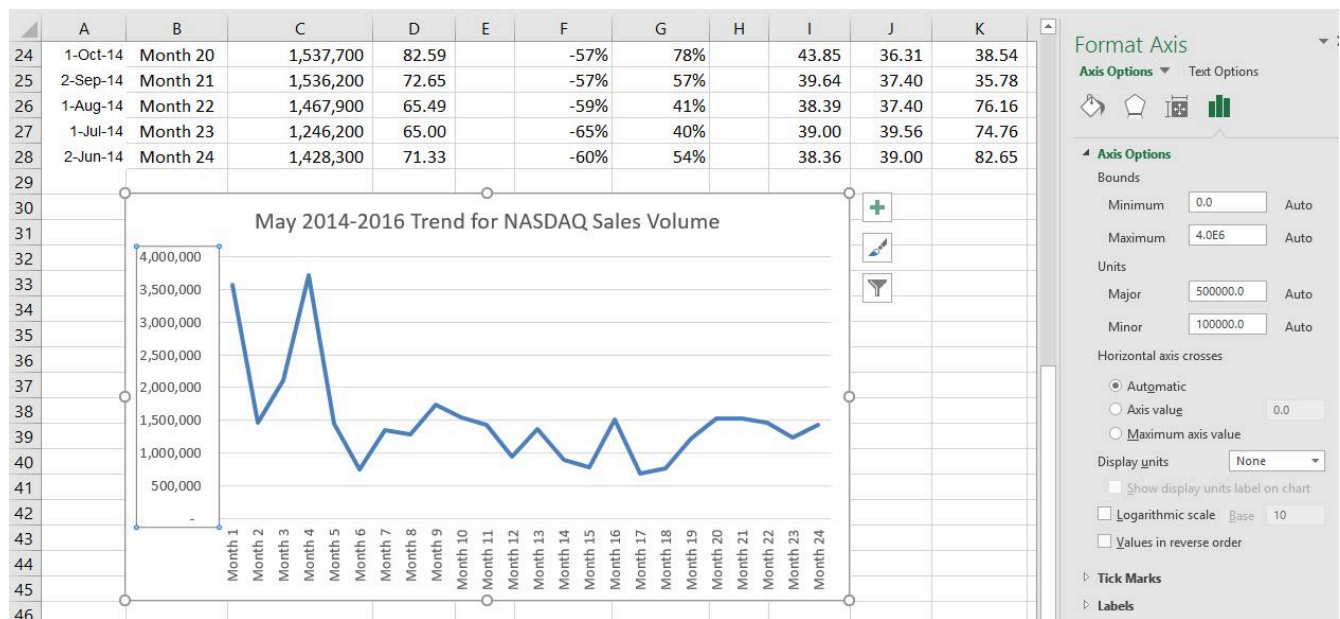 A B C D E F G H I J K
24 1-Oct-14 Month 20 1,537,700 82.59 -57% 78% 43.85 36.31 38.54
25 2-Sep-14 Month 21 1,536,200 72.65 -57% 57% 39.64 37.40 35.78
26 1-Aug-14 Month 22 1,467,900 65.49 -59% 41% 38.39 37.40 76.16
27 1-Jul-14 Month 23 1,246,200 65.00 -65% 40% 39.00 39.56 74.76
28 2-Jun-14 Month 24 1,428,300 71.33 -60% 54% 38.36 39.00 82.65
29
30
31
32
33
34
35
36
37
38
39
40
41
42
43
44
45
46
May 2014-2016 Trend for NASDAQ Sales Volume
4,000,000
3,500,000
3,000,000
2,500,000
2,000,000
1,500,000
1,000,000
500,000
-
Month 1
Month 2
Month 3
Month 4
Month 5
Month 6
Month 7
Month 8
Month 9
Month 10
Month 11
Month 12
Month 13
Month 14
Month 15
Month 16
Month 17
Month 18
Month 19
Month 20
Month 21
Month 22
Month 23
Month 24
Format Axis
Axis Options Text Options
Axis Options
Bounds
Minimum 0.0 Auto
Maximum 4.0E6 Auto
Units
Major 500000.0 Auto
Minor 100000.0 Auto
Horizontal axis crosses
Automatic
Axis value 0.0
Maximum axis value
Display units None
Show display units label on chart
Logarithmic scale Base 10
Values in reverse order
Tick Marks
Labels